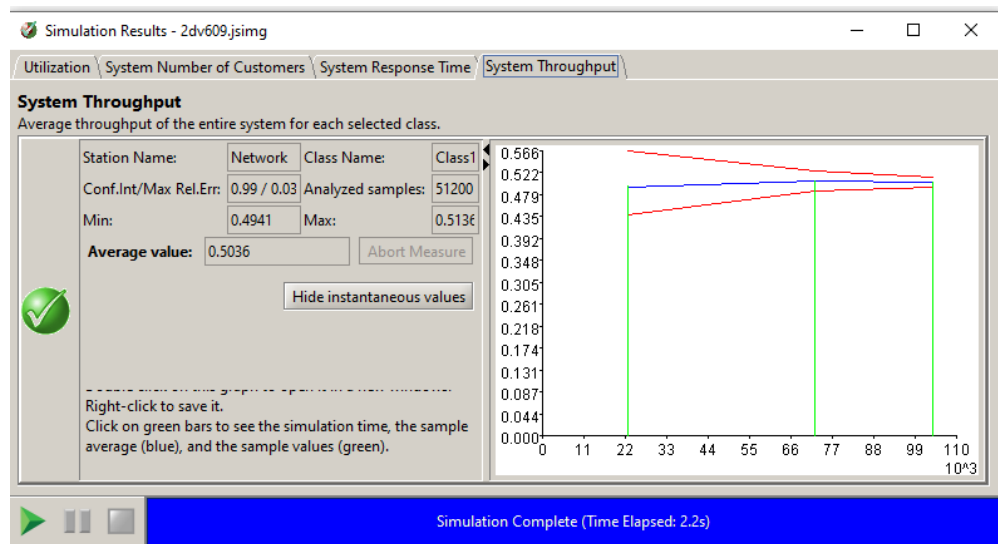 Simulation Results - 2dv609.jsimg
Utilization System Number of Customers System Response Time System Throughput
System Throughput
Average throughput of the entire system for each selected class.
Station Name: Network Class Name: Class1
Conf.Int/Max Rel.Err: 0.99 / 0.03 Analyzed samples: 51200
Min: 0.4941 Max: 0.5136
Average value: 0.5036 Abort Measure
Hide instantaneous values
Right-click to save it.
Click on green bars to see the simulation time, the sample
average (blue), and the sample values (green).
0.566
0.522
0.479
0.435
0.392
0.348
0.305
0.261
0.218
0.174
0.131
0.087
0.044
0.000
0 11 22 33 44 55 66 77 88 99 110
10^3
Simulation Complete (Time Elapsed: 2.2s)